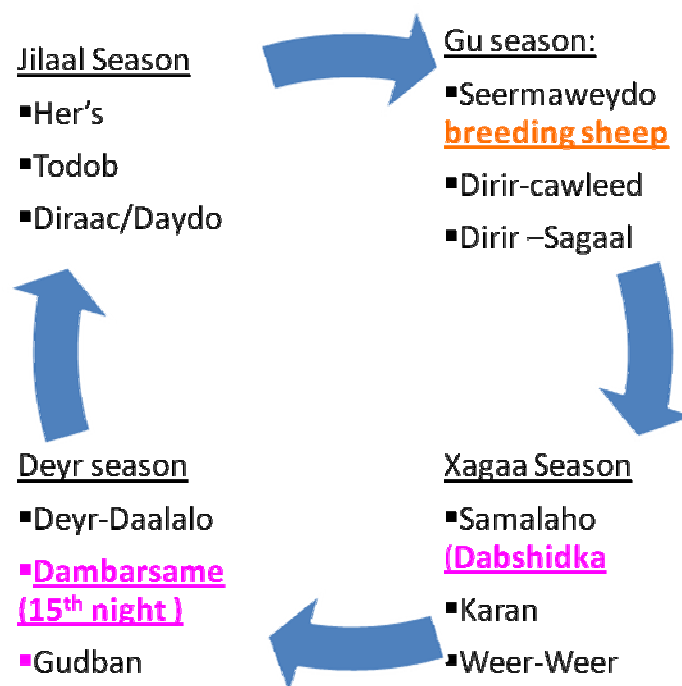 Jilaal Season
▪Her’s
▪Todob
▪Diraac/Daydo
Gu season:
▪Seermaweydo
breeding sheep
▪Dirir-cawleed
▪Dirir –Sagaal
Xagaa Season
▪Samalaho
(Dabshidka
▪Karan
▪Weer-Weer
Deyr season
▪Deyr-Daalalo
▪Dambarsame
(15th night )
▪Gudban